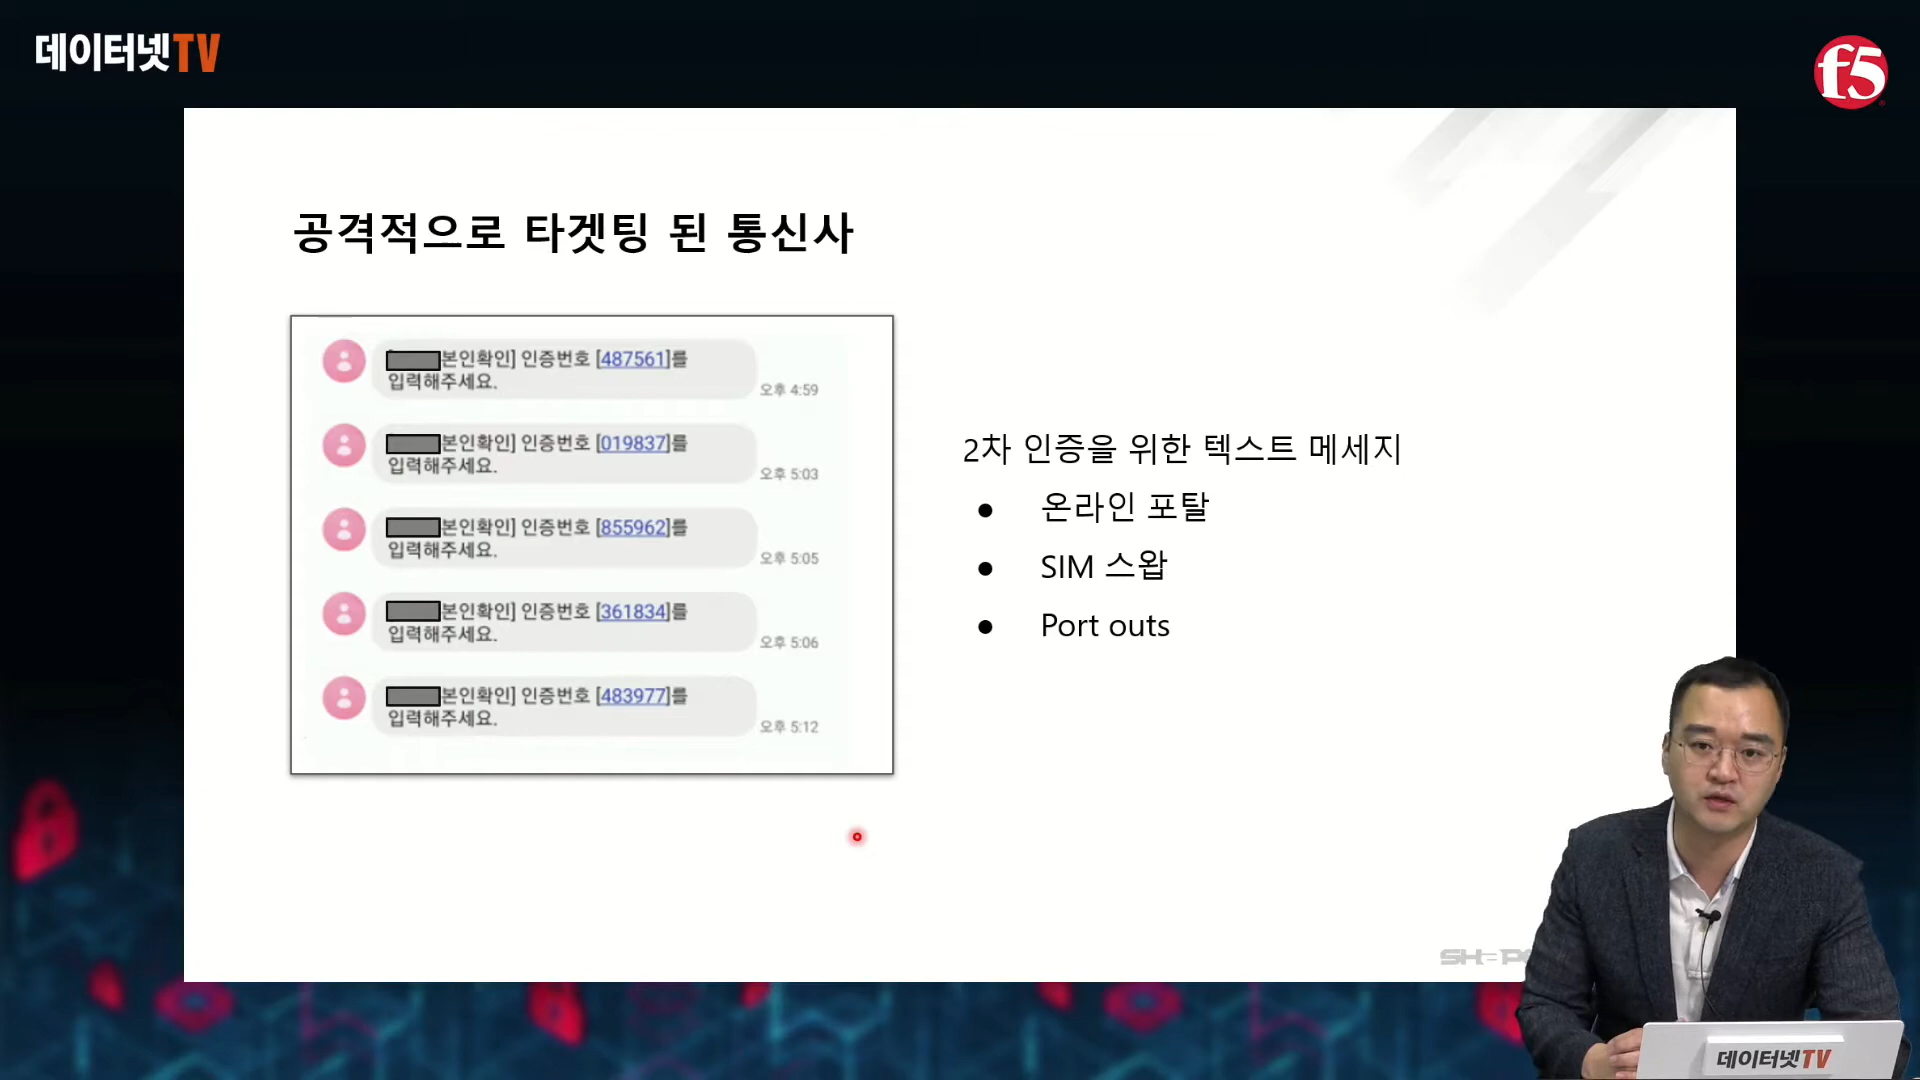 데이터넷TV
f5
공격적으로 타겟팅 된 통신사
본인확인] 인증번호 [487561]를
입력해주세요.
오후 4:59
본인확인] 인증번호 [019837]를
입력해주세요.
오후 5:03
본인확인] 인증번호 [855962]를
입력해주세요.
오후 5:05
본인확인] 인증번호 [361834]를
입력해주세요.
오후 5:06
본인확인] 인증번호 [483977]를
입력해주세요.
오후 5:12
2차 인증을 위한 텍스트 메세지
● 온라인 포탈
● SIM 스왑
● Port outs
데이터넷TV